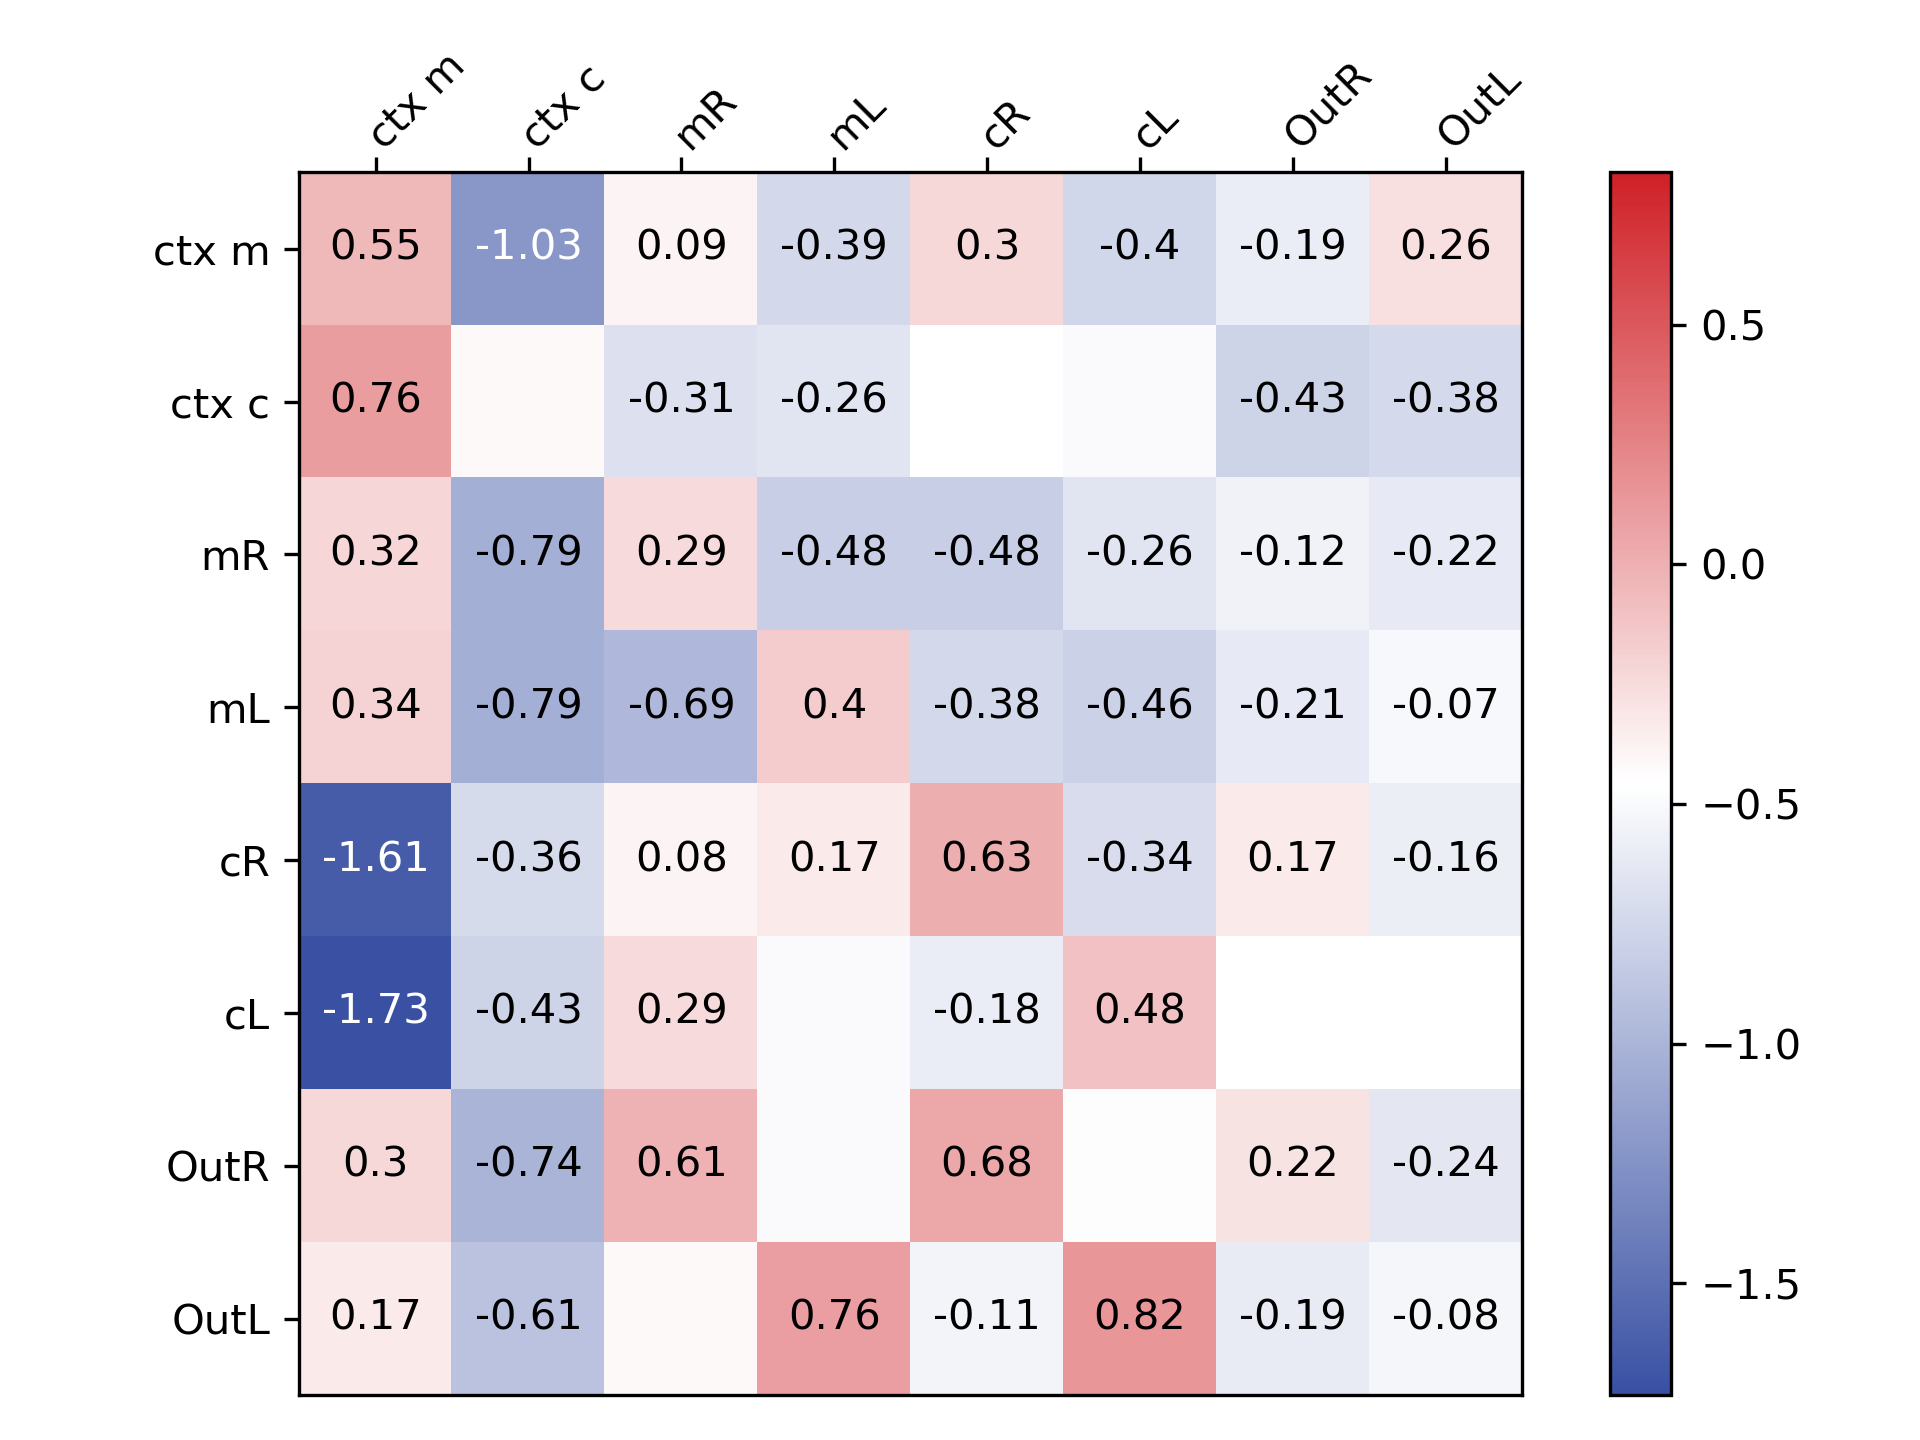 ctx m ctx c mR mL cR cL OutR OutL
ctx m 0.55 -1.03 0.09 -0.39 0.3 -0.4 -0.19 0.26
0.5
ctx c 0.76 -0.31 -0.26 -0.43 -0.38
mR 0.32 -0.79 0.29 -0.48 -0.48 -0.26 -0.12 -0.22
0.0
mL 0.34 -0.79 -0.69 0.4 -0.38 -0.46 -0.21 -0.07
−0.5
cR -1.61 -0.36 0.08 0.17 0.63 -0.34 0.17 -0.16
cL -1.73 -0.43 0.29 -0.18 0.48
−1.0
OutR 0.3 -0.74 0.61 0.68 0.22 -0.24
−1.5
OutL 0.17 -0.61 0.76 -0.11 0.82 -0.19 -0.08